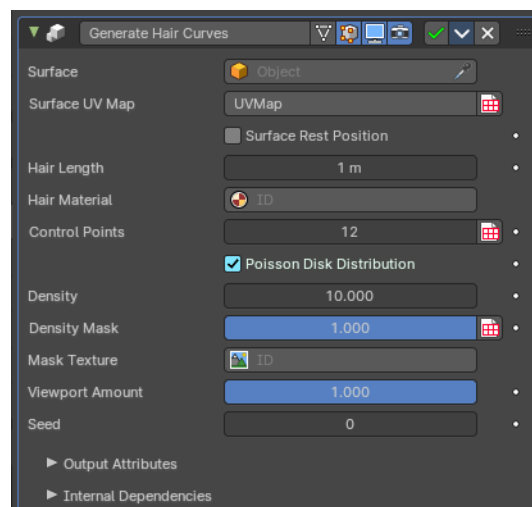 Generate Hair Curves
Surface Object
Surface UV Map UVMap
Surface Rest Position
Hair Length 1 m
Hair Material ID
Control Points 12
Poisson Disk Distribution
Density 10.000
Density Mask 1.000
Mask Texture ID
Viewport Amount 1.000
Seed 0
Output Attributes
Internal Dependencies